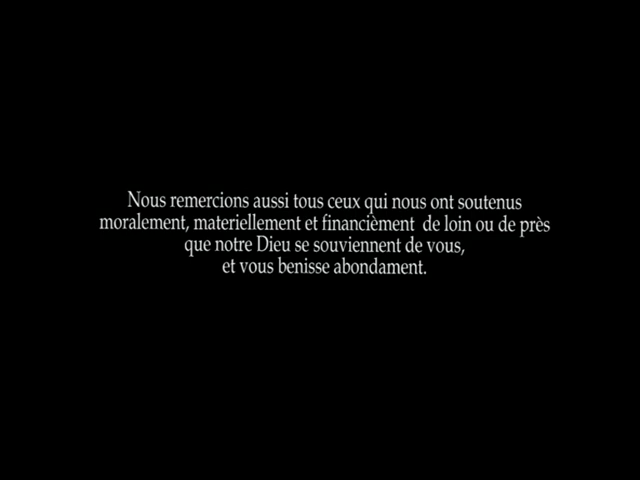 Nous remercions aussi tous ceux qui nous ont soutenus
moralement, materiellement et financièment de loin ou de près
que notre Dieu se souviennent de vous,
et vous benisse abondament.